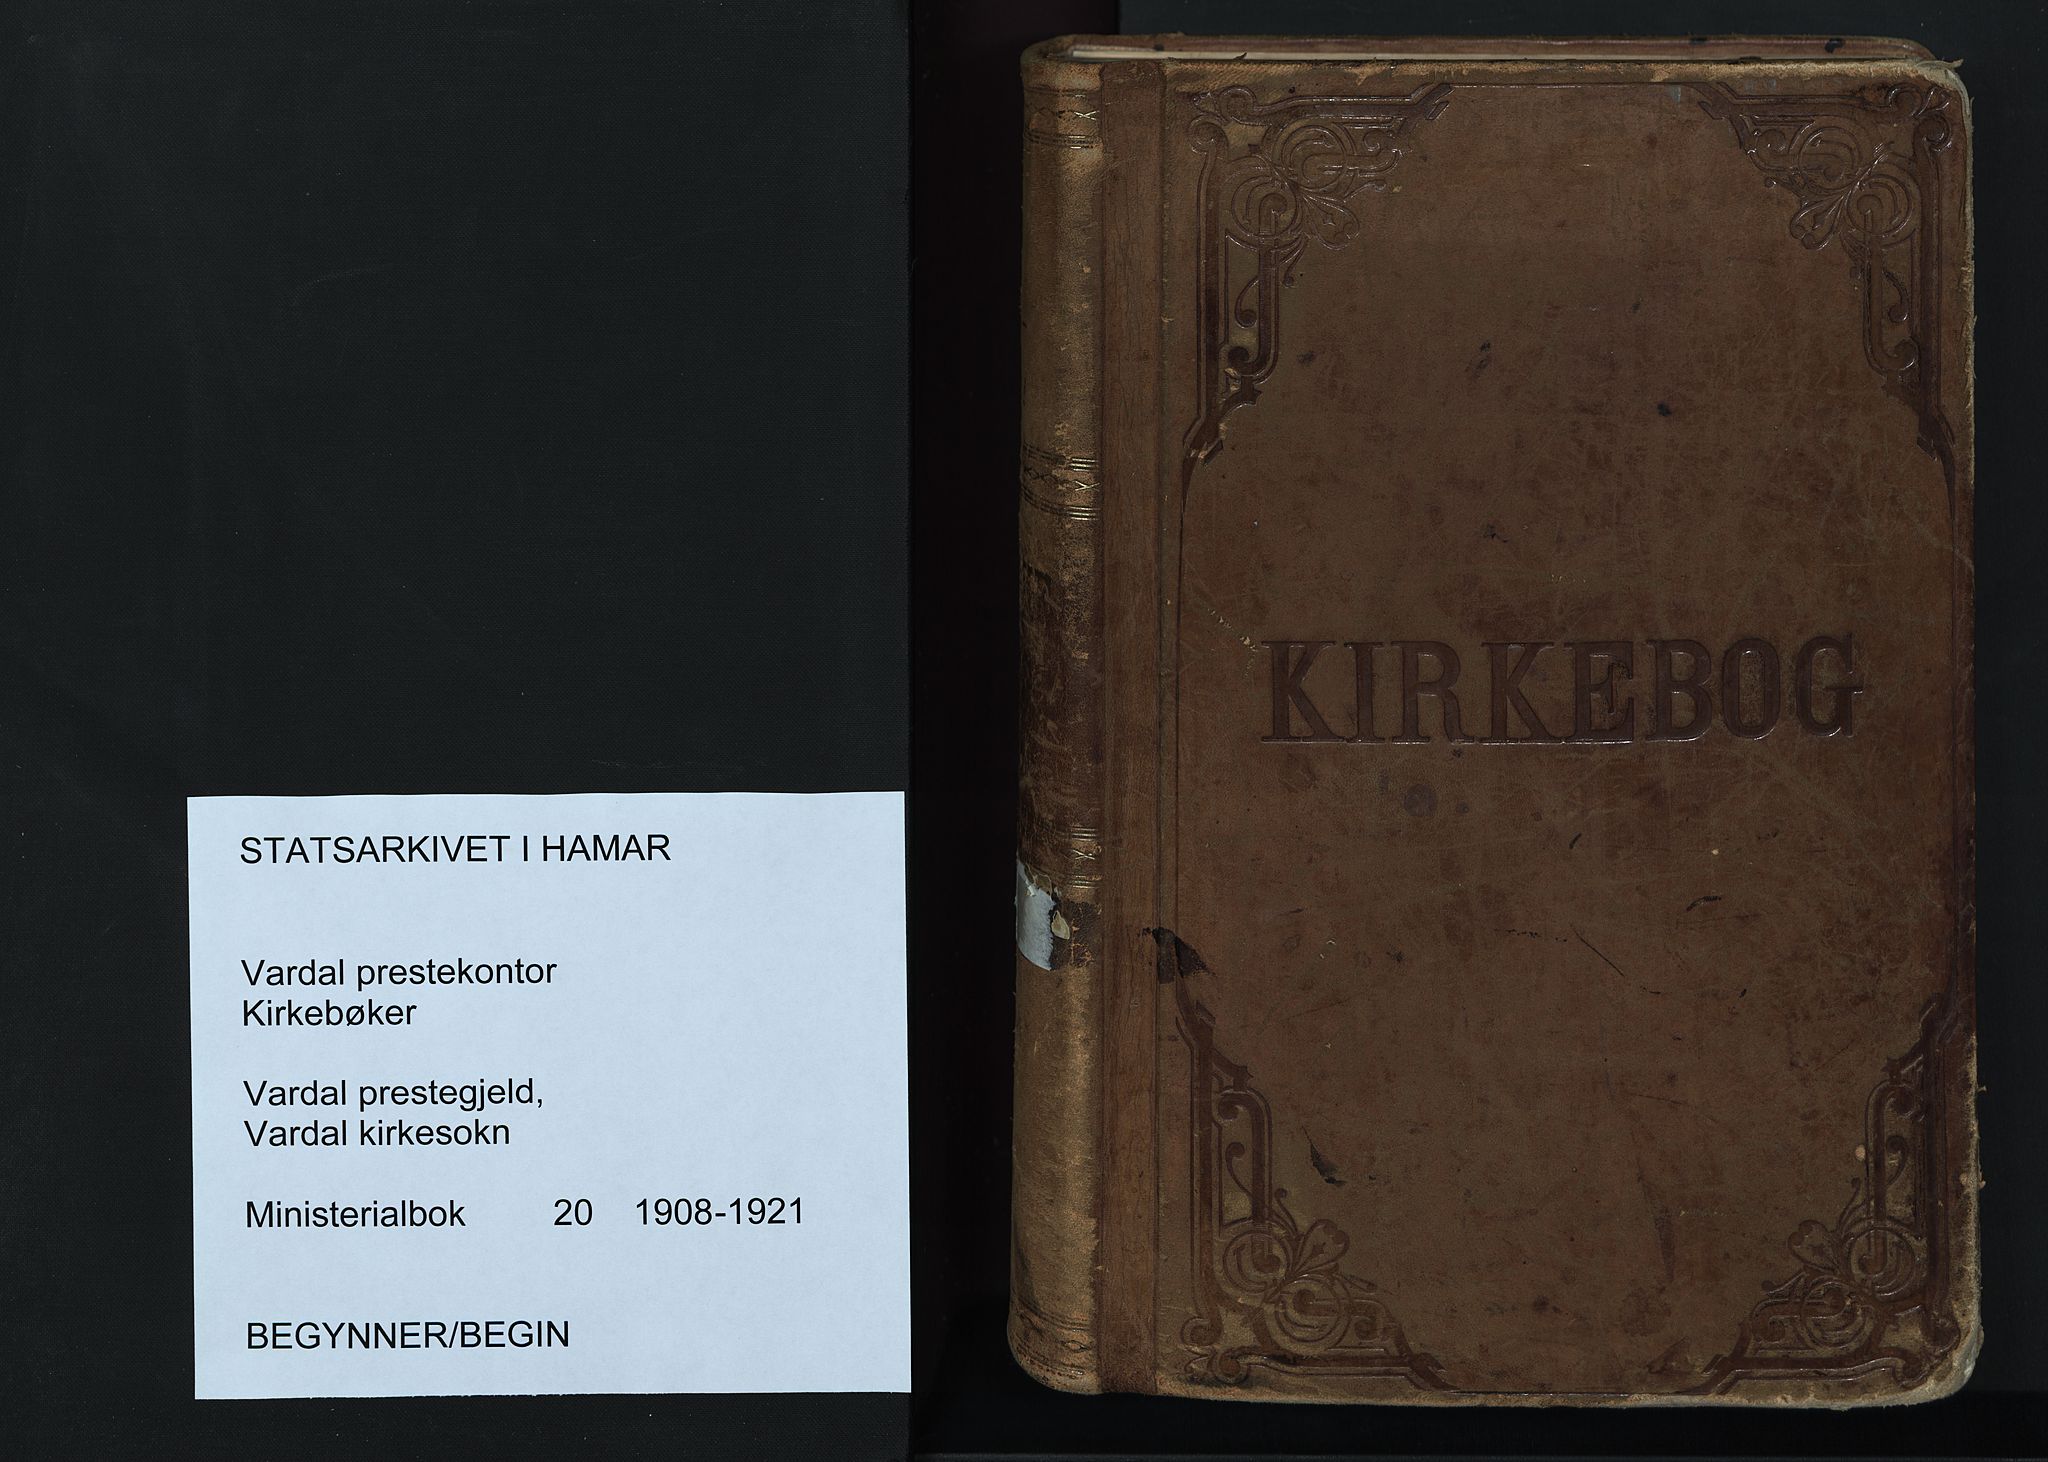 STATSARKIVET I HAMAR
Vardal prestekontor
Kirkebøker
Vardal prestegjeld,
Vardal kirkesokn
Ministerialbok 20 1908-1921
BEGYNNER/BEGIN
KIRKEBOG